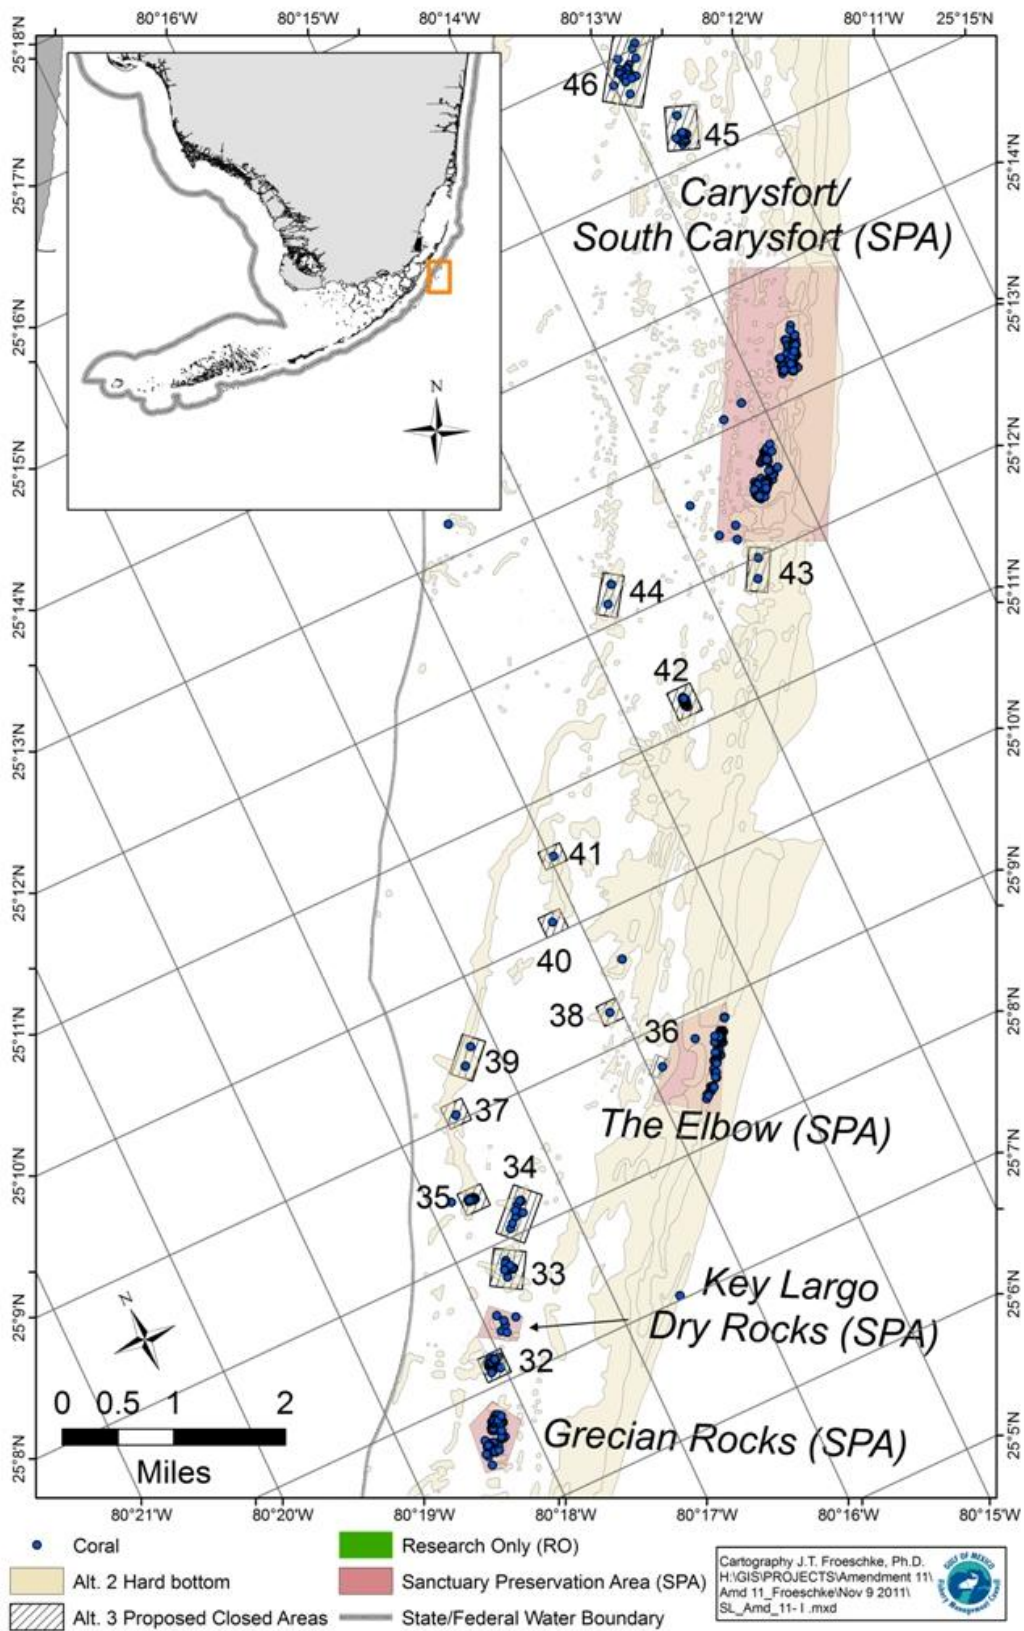 80°16'W 80°15'W 80°14'W 80°13'W 80°12'W 80°11'W 25°15'N
25°18'N
25°17'N
25°16'N
25°15'N
25°14'N
25°13'N
25°12'N
25°11'N
25°10'N
25°9'N
25°8'N
N
46
45
Carysfort/
South Carysfort (SPA)
43
44
42
41
40
38
36
39
37
The Elbow (SPA)
34
35
33
Key Largo
Dry Rocks (SPA)
32
Grecian Rocks (SPA)
25°14'N
25°13'N
25°12'N
25°11'N
25°10'N
25°9'N
25°8'N
25°7'N
25°6'N
25°5'N
N
0 0.5 1 2
Miles
80°21'W 80°20'W 80°19'W 80°18'W 80°17'W 80°16'W 80°15'W
Coral
Alt. 2 Hard bottom
Alt. 3 Proposed Closed Areas
Research Only (RO)
Sanctuary Preservation Area (SPA)
State/Federal Water Boundary
Cartography J.T. Froeschke, Ph.D.
H:\GIS\PROJECTS\Amendment 11\
Amd 11_Froeschke\Nov 9 2011\
SL_Amd_11- I .mxd
GULF OF MEXICO
Fishery Management Council